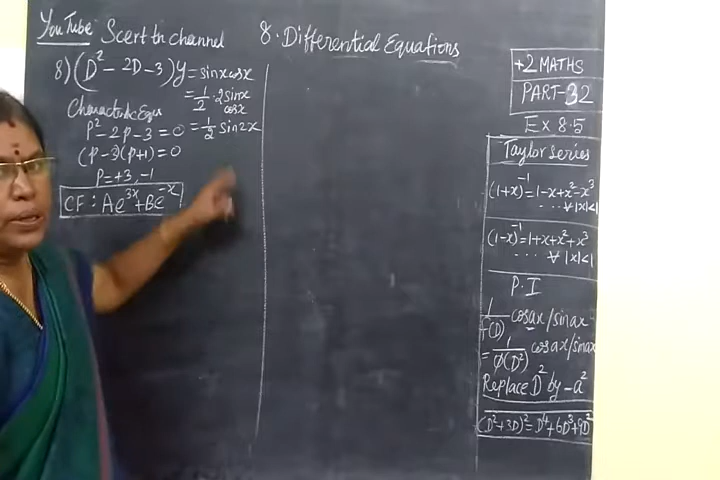 YouTube Scert tn channel
8. Differential Equations
8) (D² - 2D - 3)y = sinx cosx
= 1/2 · 2 sinx cosx
= 1/2 sin2x
Characteristic Equn
p² - 2p - 3 = 0
(p - 3)(p + 1) = 0
p = +3, -1
CF : Ae^3x + Be^-x
+2 MATHS
PART-32
Ex 8.5
Taylor series
(1+x)^-1 = 1 - x + x² - x³
... ∀ |x| < 1
(1-x)^-1 = 1 + x + x² + x³
... ∀ |x| < 1
P.I
1/f(D) cosax/sinax
= 1/φ(D²) cosax/sinax
Replace D² by -a²
(D² + 3D)² = D⁴ + 6D³ + 9D²